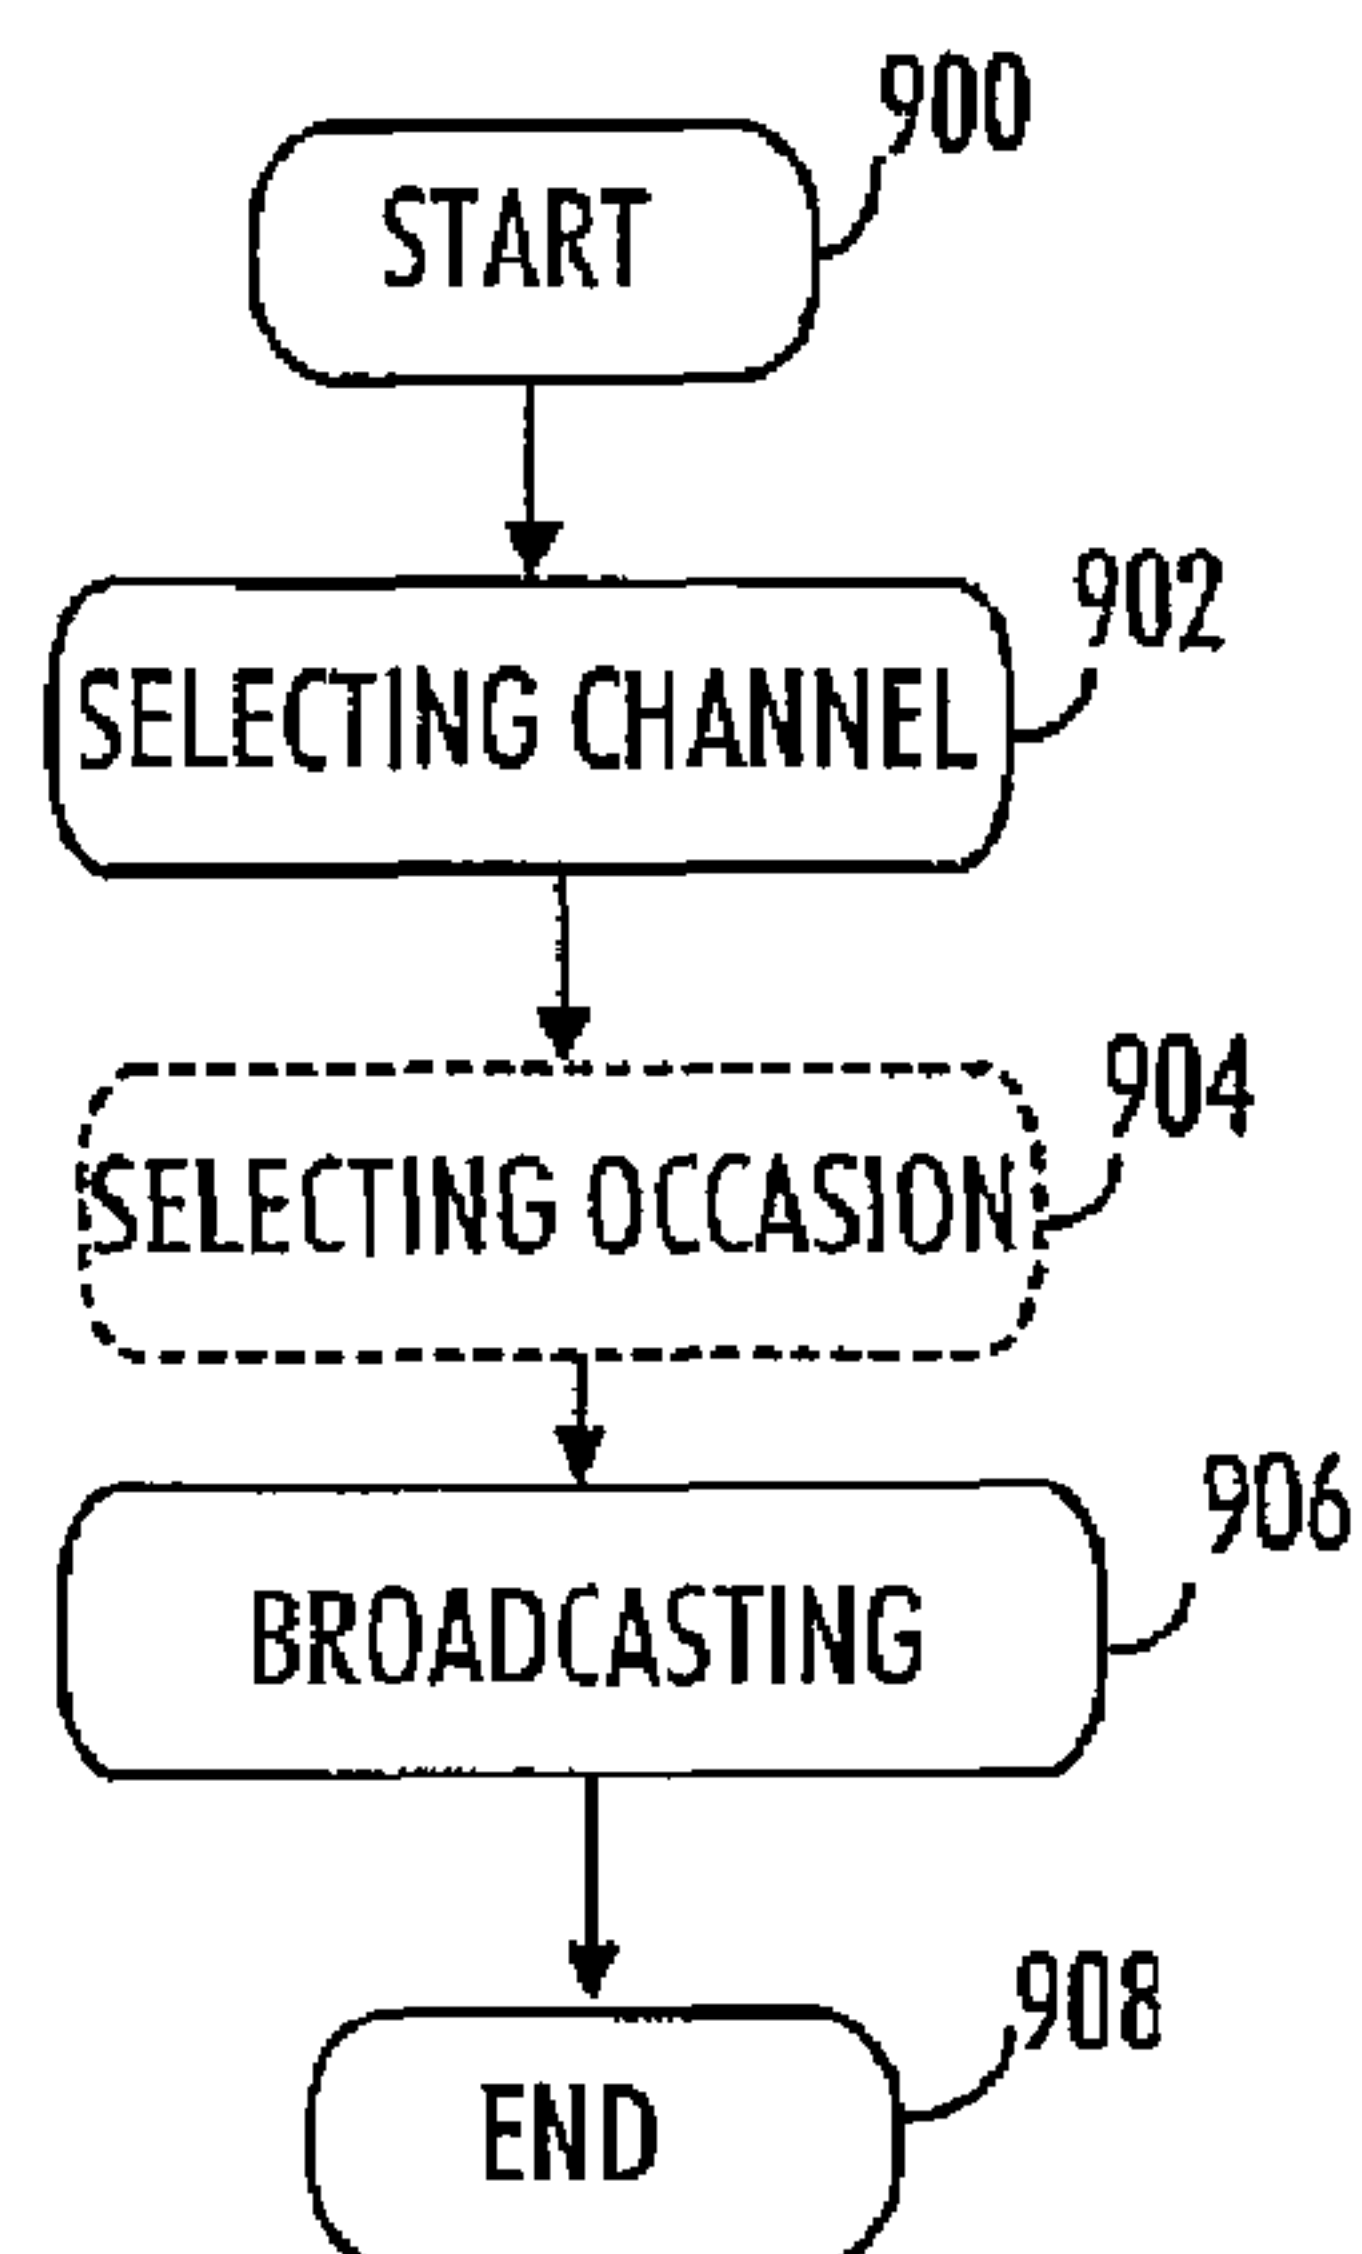 900
START
902
SELECTING CHANNEL
904
SELECTING OCCASION
906
BROADCASTING
908
END